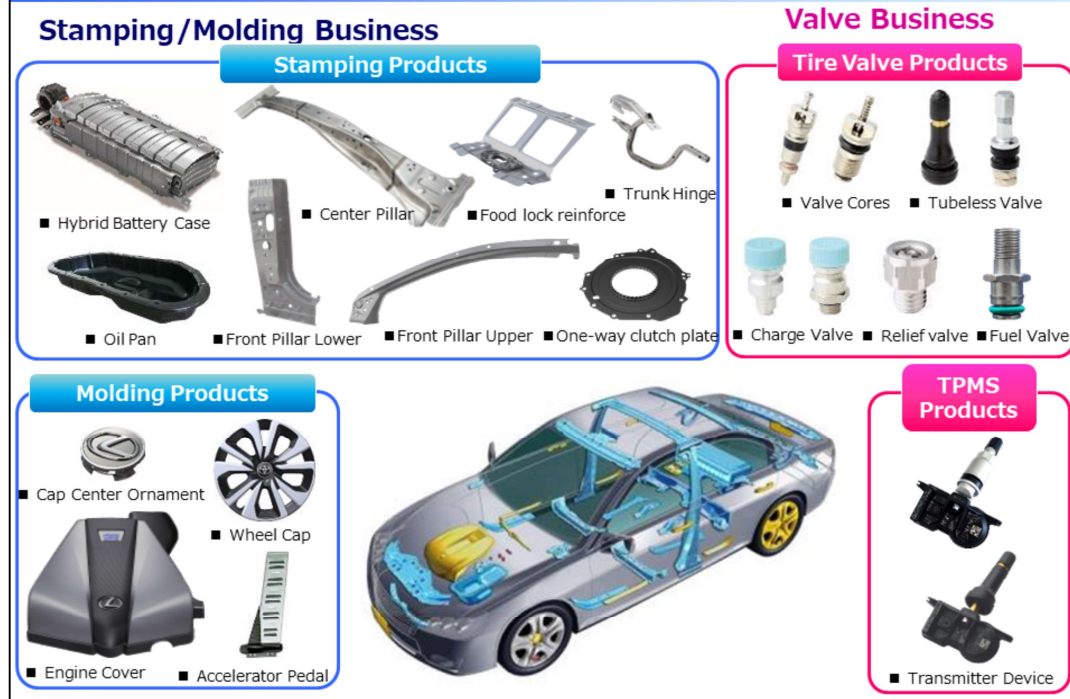 Stamping/Molding Business
Valve Business
Stamping Products
Tire Valve Products
■ Hybrid Battery Case
■ Center Pillar
■ Food lock reinforce
■ Trunk Hinge
■ Valve Cores
■ Tubeless Valve
■ Oil Pan
■ Front Pillar Lower
■ Front Pillar Upper
■ One-way clutch plate
■ Charge Valve
■ Relief valve
■ Fuel Valve
Molding Products
TPMS
Products
■ Cap Center Ornament
■ Wheel Cap
■ Engine Cover
■ Accelerator Pedal
■ Transmitter Device